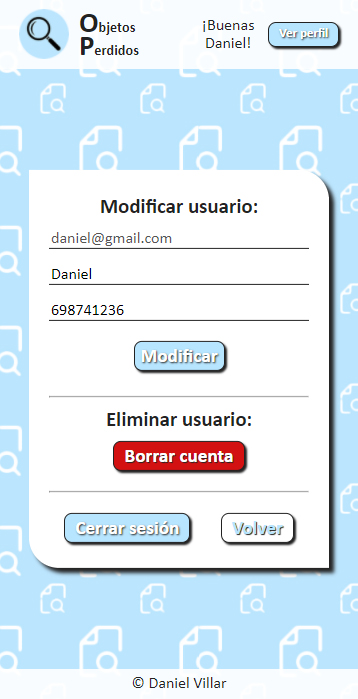 Objetos
Perdidos
¡Buenas
Daniel!
Ver perfil
Modificar usuario:
daniel@gmail.com
Daniel
698741236
Modificar
Eliminar usuario:
Borrar cuenta
Cerrar sesión
Volver
© Daniel Villar